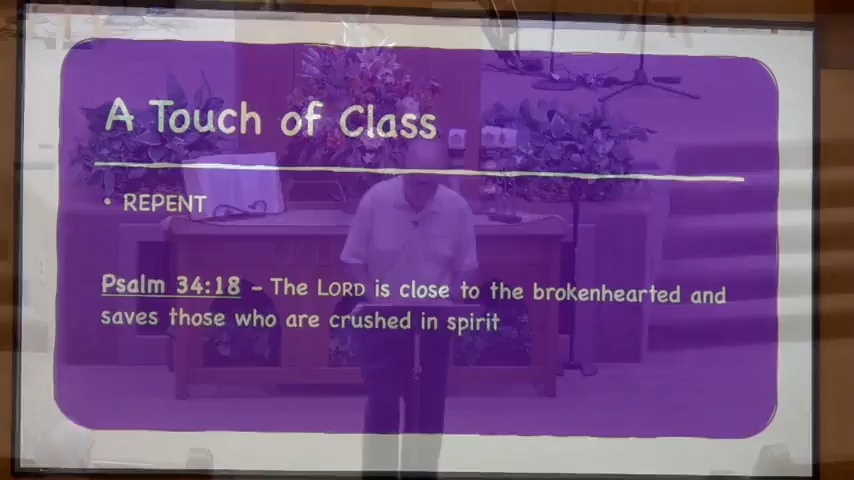 A Touch of Class
• REPENT
Psalm 34:18 – The LORD is close to the brokenhearted and
saves those who are crushed in spirit